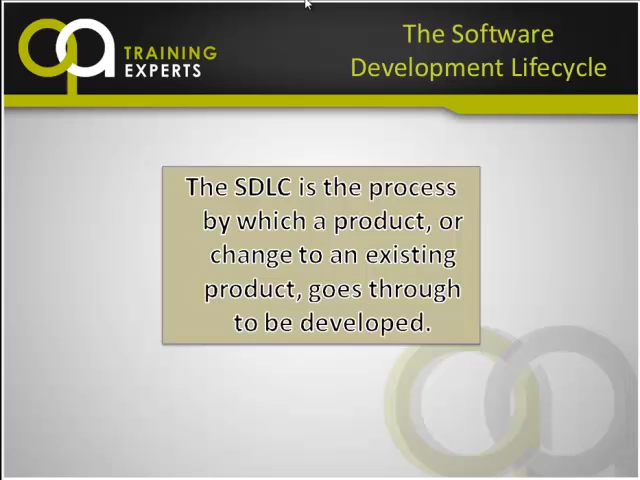 TRAINING
EXPERTS
The Software
Development Lifecycle
The SDLC is the process
by which a product, or
change to an existing
product, goes through
to be developed.